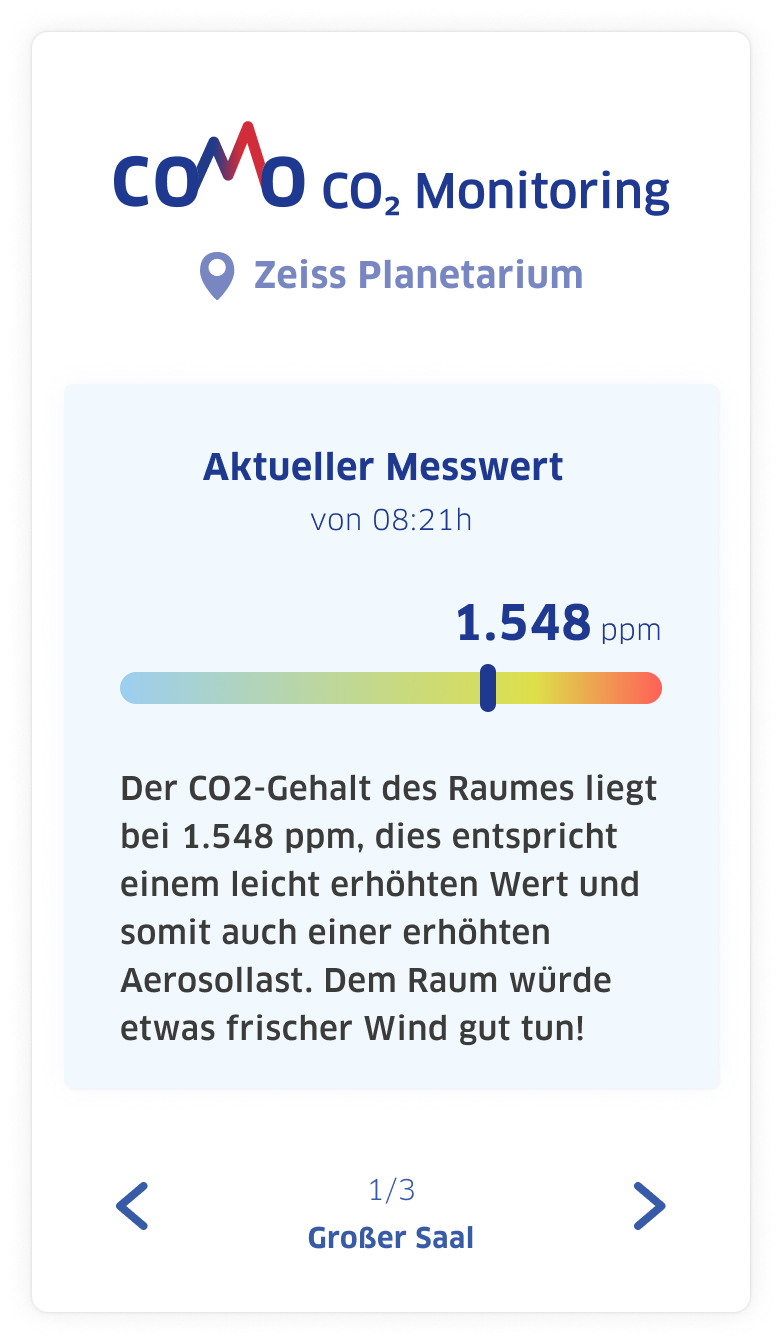 COMO CO₂ Monitoring
Zeiss Planetarium
Aktueller Messwert
von 08:21h
1.548 ppm
Der CO2-Gehalt des Raumes liegt
bei 1.548 ppm, dies entspricht
einem leicht erhöhten Wert und
somit auch einer erhöhten
Aerosollast. Dem Raum würde
etwas frischer Wind gut tun!
1/3
Großer Saal